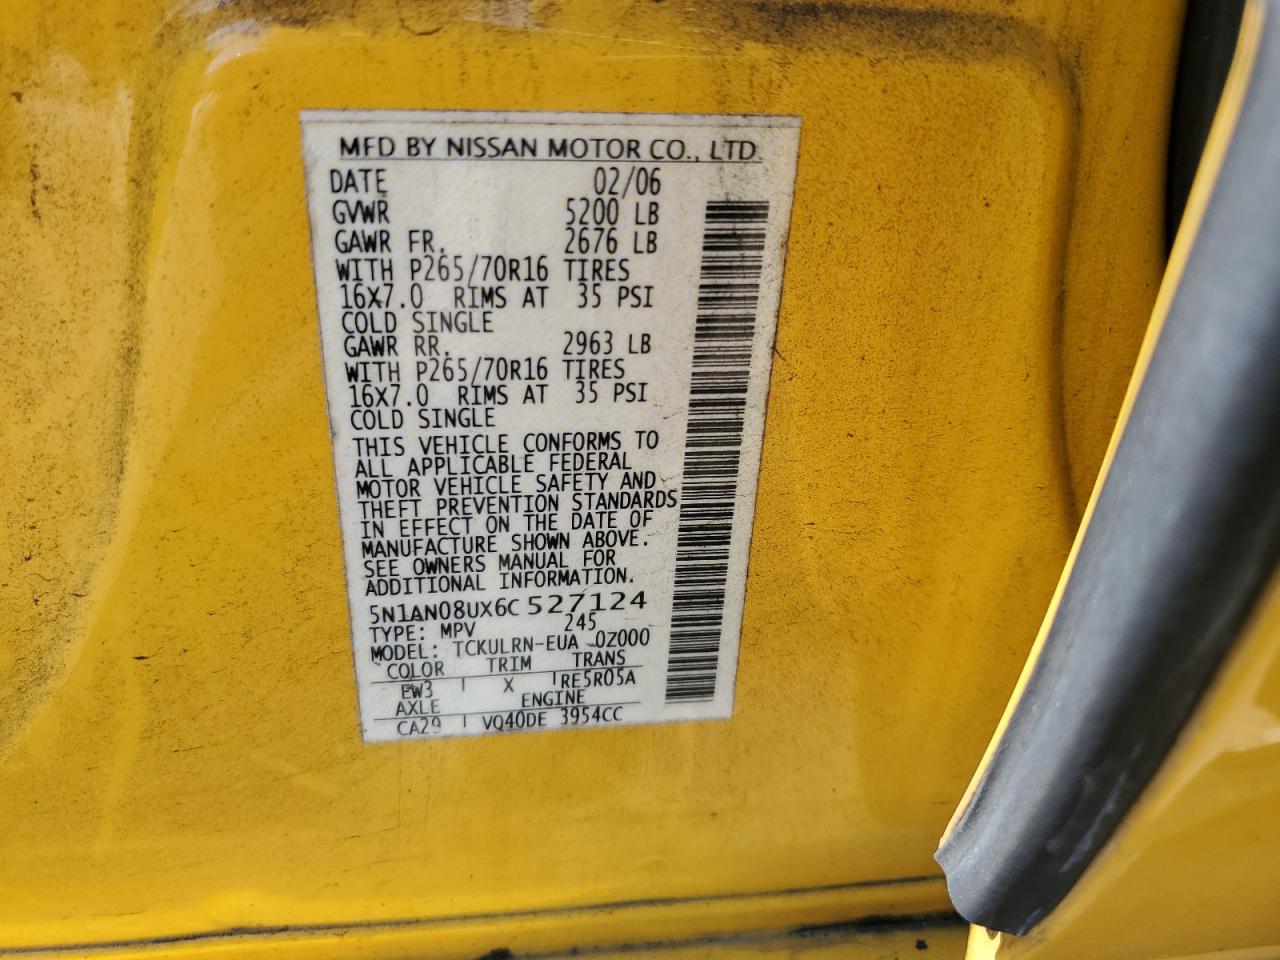 MFD BY NISSAN MOTOR CO., LTD.
DATE 02/06
GVWR 5200 LB
GAWR FR. 2676 LB
WITH P265/70R16 TIRES
16X7.0 RIMS AT 35 PSI
COLD SINGLE
GAWR RR. 2963 LB
WITH P265/70R16 TIRES
16X7.0 RIMS AT 35 PSI
COLD SINGLE
THIS VEHICLE CONFORMS TO
ALL APPLICABLE FEDERAL
MOTOR VEHICLE SAFETY AND
THEFT PREVENTION STANDARDS
IN EFFECT ON THE DATE OF
MANUFACTURE SHOWN ABOVE.
SEE OWNERS MANUAL FOR
ADDITIONAL INFORMATION.
5N1AN08UX6C527124
TYPE: MPV 245
MODEL: TCKULRN-EUA 0Z000
COLOR TRIM TRANS
EW3 X RE5R05A
AXLE ENGINE
CA29 VQ40DE 3954CC